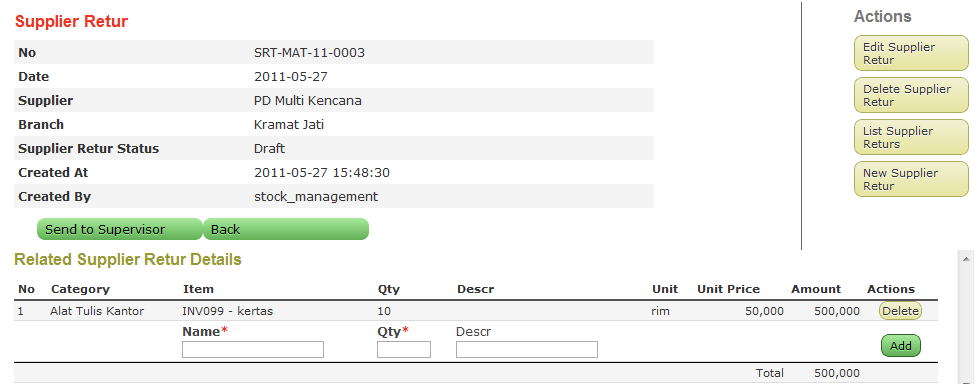 Supplier Retur
No SRT-MAT-11-0003
Date 2011-05-27
Supplier PD Multi Kencana
Branch Kramat Jati
Supplier Retur Status Draft
Created At 2011-05-27 15:48:30
Created By stock_management
Send to Supervisor Back
Actions
Edit Supplier
Retur
Delete Supplier
Retur
List Supplier
Returs
New Supplier
Retur
Related Supplier Retur Details
No Category Item Qty Descr Unit Unit Price Amount Actions
1 Alat Tulis Kantor INV099 - kertas 10 rim 50,000 500,000 Delete
Name* Qty* Descr
Add
Total 500,000